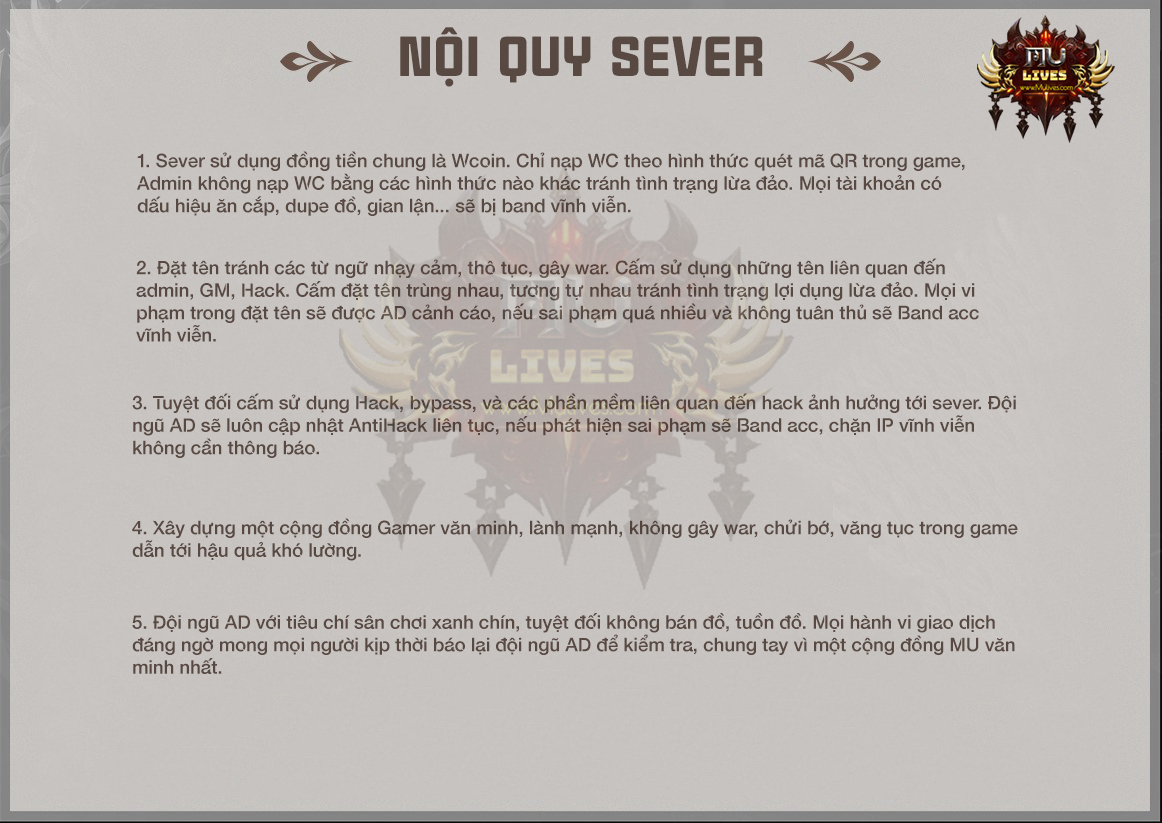 NỘI QUY SEVER
MU
LIVES
www.Mulives.com
1. Sever sử dụng đồng tiền chung là Wcoin. Chỉ nạp WC theo hình thức quét mã QR trong game,
Admin không nạp WC bằng các hình thức nào khác tránh tình trạng lừa đảo. Mọi tài khoản có
dấu hiệu ăn cắp, dupe đồ, gian lận... sẽ bị band vĩnh viễn.
2. Đặt tên tránh các từ ngữ nhạy cảm, thô tục, gây war. Cấm sử dụng những tên liên quan đến
admin, GM, Hack. Cấm đặt tên trùng nhau, tương tự nhau tránh tình trạng lợi dụng lừa đảo. Mọi vi
phạm trong đặt tên sẽ được AD cảnh cáo, nếu sai phạm quá nhiều và không tuân thủ sẽ Band acc
vĩnh viễn.
MU
LIVES
www.Mulives.com
3. Tuyệt đối cấm sử dụng Hack, bypass, và các phần mềm liên quan đến hack ảnh hưởng tới sever. Đội
ngũ AD sẽ luôn cập nhật AntiHack liên tục, nếu phát hiện sai phạm sẽ Band acc, chặn IP vĩnh viễn
không cần thông báo.
4. Xây dựng một cộng đồng Gamer văn minh, lành mạnh, không gây war, chửi bớ, văng tục trong game
dẫn tới hậu quả khó lường.
5. Đội ngũ AD với tiêu chí sân chơi xanh chín, tuyệt đối không bán đồ, tuồn đồ. Mọi hành vi giao dịch
đáng ngờ mong mọi người kịp thời báo lại đội ngũ AD để kiểm tra, chung tay vì một cộng đồng MU văn
minh nhất.